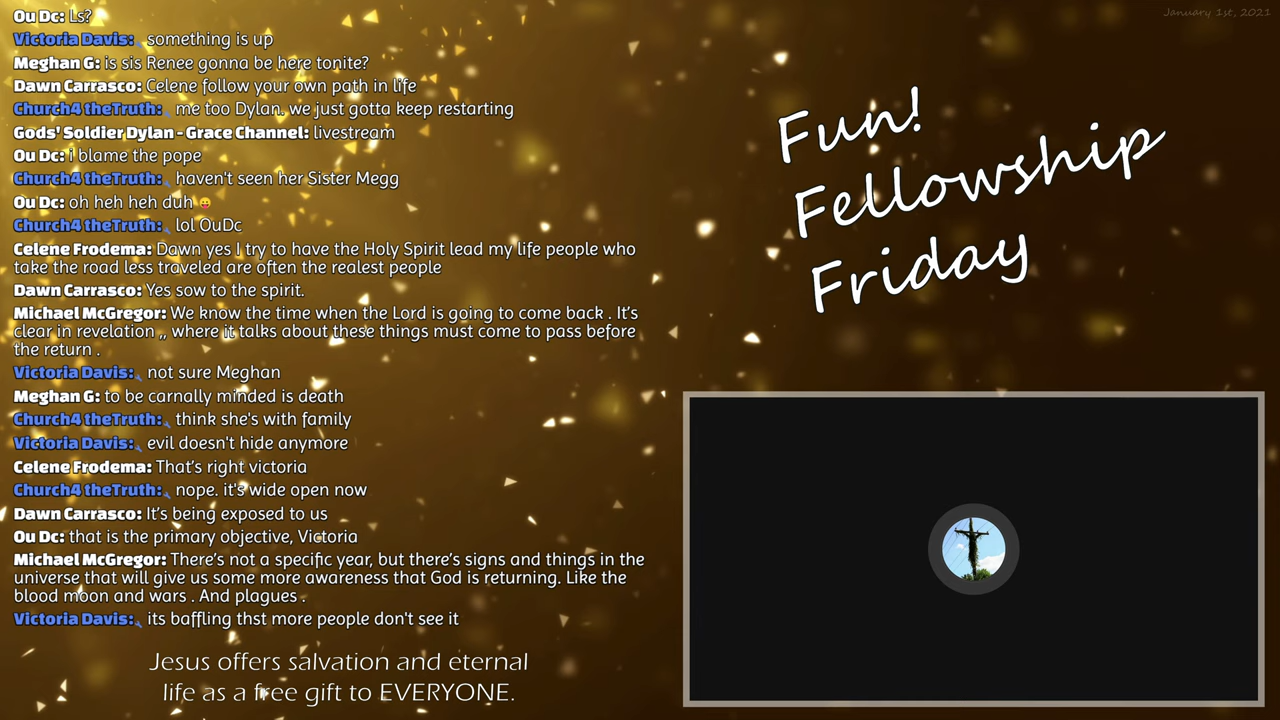 Ou Dc: Ls?
Victoria Davis: something is up
Meghan G: is sis Renee gonna be here tonite?
Dawn Carrasco: Celene follow your own path in life
Church4 theTruth: me too Dylan. we just gotta keep restarting
Gods' Soldier Dylan - Grace Channel: livestream
Ou Dc: i blame the pope
Church4 theTruth: haven't seen her Sister Megg
Ou Dc: oh heh heh duh 😛
Church4 theTruth: lol OuDc
Celene Frodema: Dawn yes I try to have the Holy Spirit lead my life people who
take the road less traveled are often the realest people
Dawn Carrasco: Yes sow to the spirit.
Michael McGregor: We know the time when the Lord is going to come back . It's
clear in revelation ,, where it talks about these things must come to pass before
the return .
Victoria Davis: not sure Meghan
Meghan G: to be carnally minded is death
Church4 theTruth: think she's with family
Victoria Davis: evil doesn't hide anymore
Celene Frodema: That's right victoria
Church4 theTruth: nope. it's wide open now
Dawn Carrasco: It's being exposed to us
Ou Dc: that is the primary objective, Victoria
Michael McGregor: There's not a specific year, but there's signs and things in the
universe that will give us some more awareness that God is returning. Like the
blood moon and wars . And plagues .
Victoria Davis: its baffling thst more people don't see it
Jesus offers salvation and eternal
life as a free gift to EVERYONE.
January 1st, 2021
Fun!
Fellowship
Friday